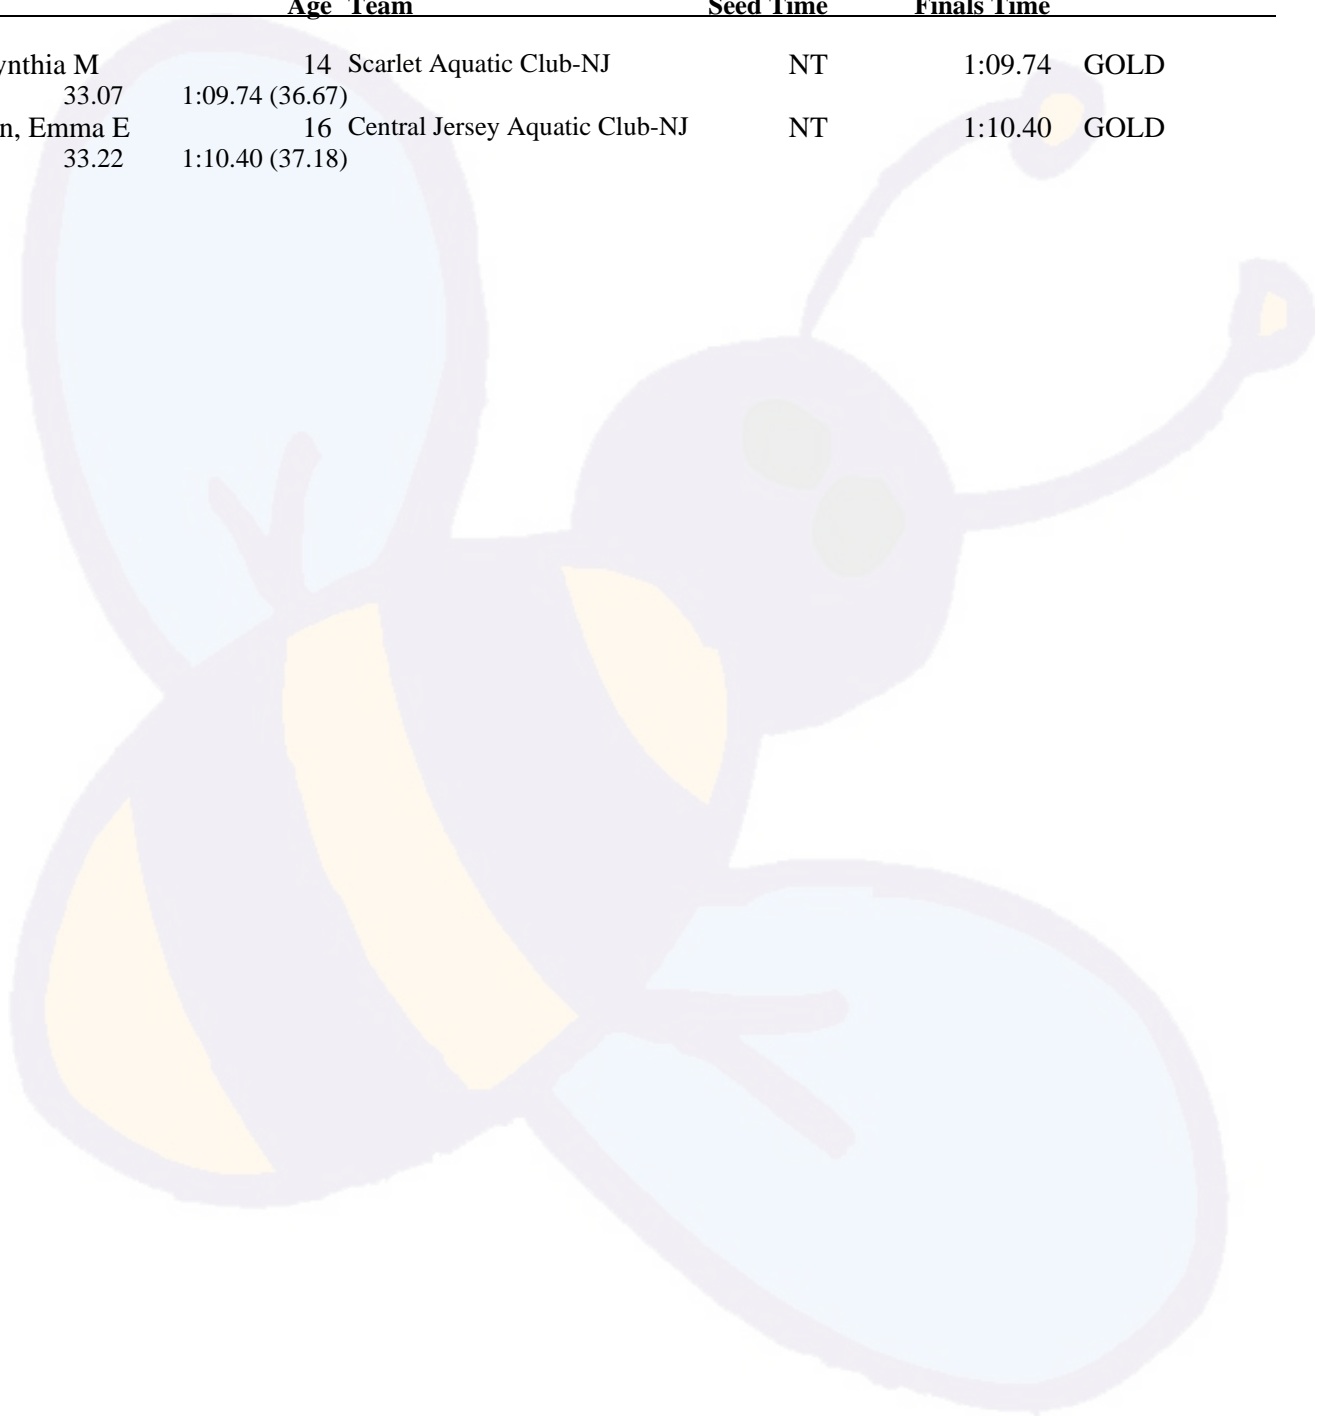 Age Team Seed Time Finals Time
ynthia M 14 Scarlet Aquatic Club-NJ NT 1:09.74 GOLD
33.07 1:09.74 (36.67)
n, Emma E 16 Central Jersey Aquatic Club-NJ NT 1:10.40 GOLD
33.22 1:10.40 (37.18)